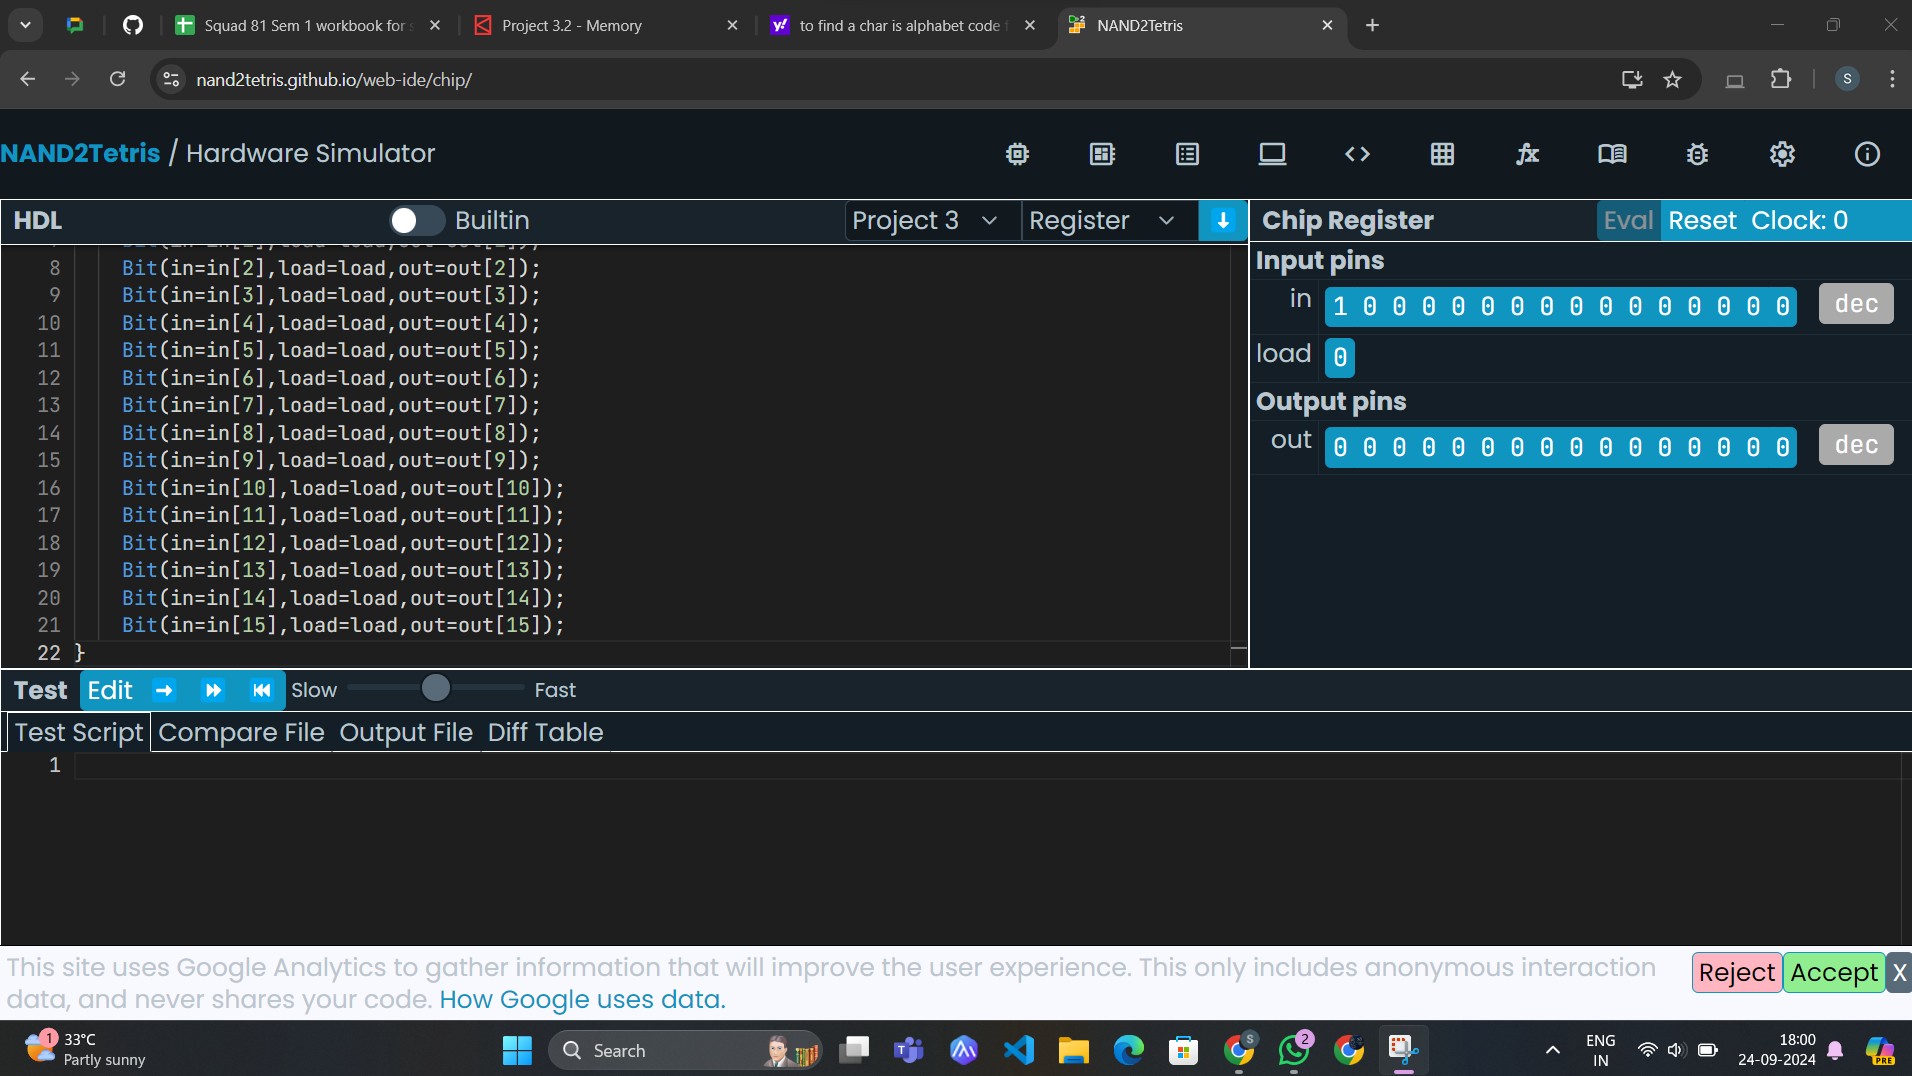 Squad 81 Sem 1 workbook for s
Project 3.2 - Memory
to find a char is alphabet code f
NAND2Tetris
nand2tetris.github.io/web-ide/chip/
S
NAND2Tetris / Hardware Simulator
HDL
Builtin
Project 3
Register
Chip Register
Eval
Reset
Clock: 0
8 Bit(in=in[2],load=load,out=out[2]);
9 Bit(in=in[3],load=load,out=out[3]);
10 Bit(in=in[4],load=load,out=out[4]);
11 Bit(in=in[5],load=load,out=out[5]);
12 Bit(in=in[6],load=load,out=out[6]);
13 Bit(in=in[7],load=load,out=out[7]);
14 Bit(in=in[8],load=load,out=out[8]);
15 Bit(in=in[9],load=load,out=out[9]);
16 Bit(in=in[10],load=load,out=out[10]);
17 Bit(in=in[11],load=load,out=out[11]);
18 Bit(in=in[12],load=load,out=out[12]);
19 Bit(in=in[13],load=load,out=out[13]);
20 Bit(in=in[14],load=load,out=out[14]);
21 Bit(in=in[15],load=load,out=out[15]);
22 }
Input pins
in 1 0 0 0 0 0 0 0 0 0 0 0 0 0 0 0 dec
load 0
Output pins
out 0 0 0 0 0 0 0 0 0 0 0 0 0 0 0 0 dec
Test Edit Slow Fast
Test Script Compare File Output File Diff Table
1
This site uses Google Analytics to gather information that will improve the user experience. This only includes anonymous interaction
data, and never shares your code. How Google uses data.
Reject Accept X
1
33°C
Partly sunny
Search
S
2
ENG
IN
18:00
24-09-2024
PRE